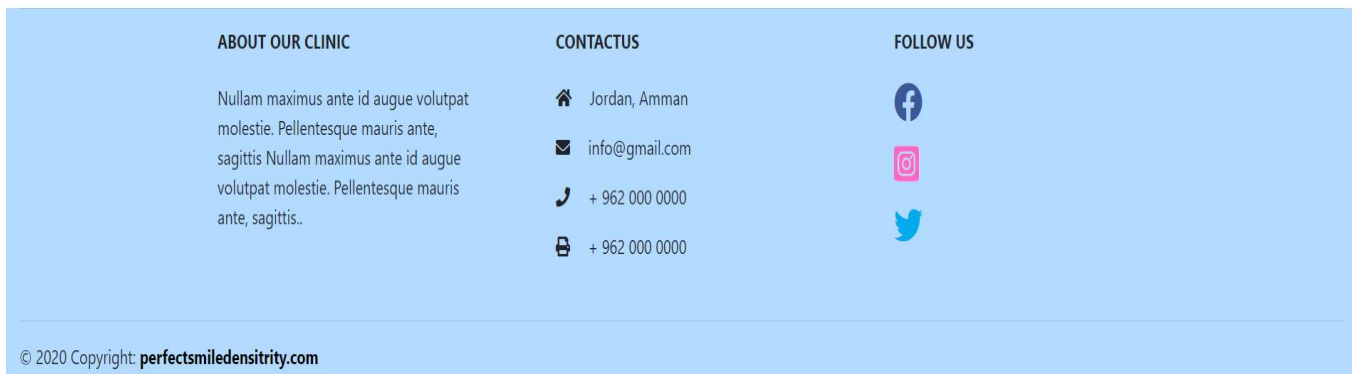 ABOUT OUR CLINIC
Nullam maximus ante id augue volutpat
molestie. Pellentesque mauris ante,
sagittis Nullam maximus ante id augue
volutpat molestie. Pellentesque mauris
ante, sagittis..
CONTACTUS
Jordan, Amman
info@gmail.com
+ 962 000 0000
+ 962 000 0000
FOLLOW US
© 2020 Copyright: perfectsmiledensitrity.com